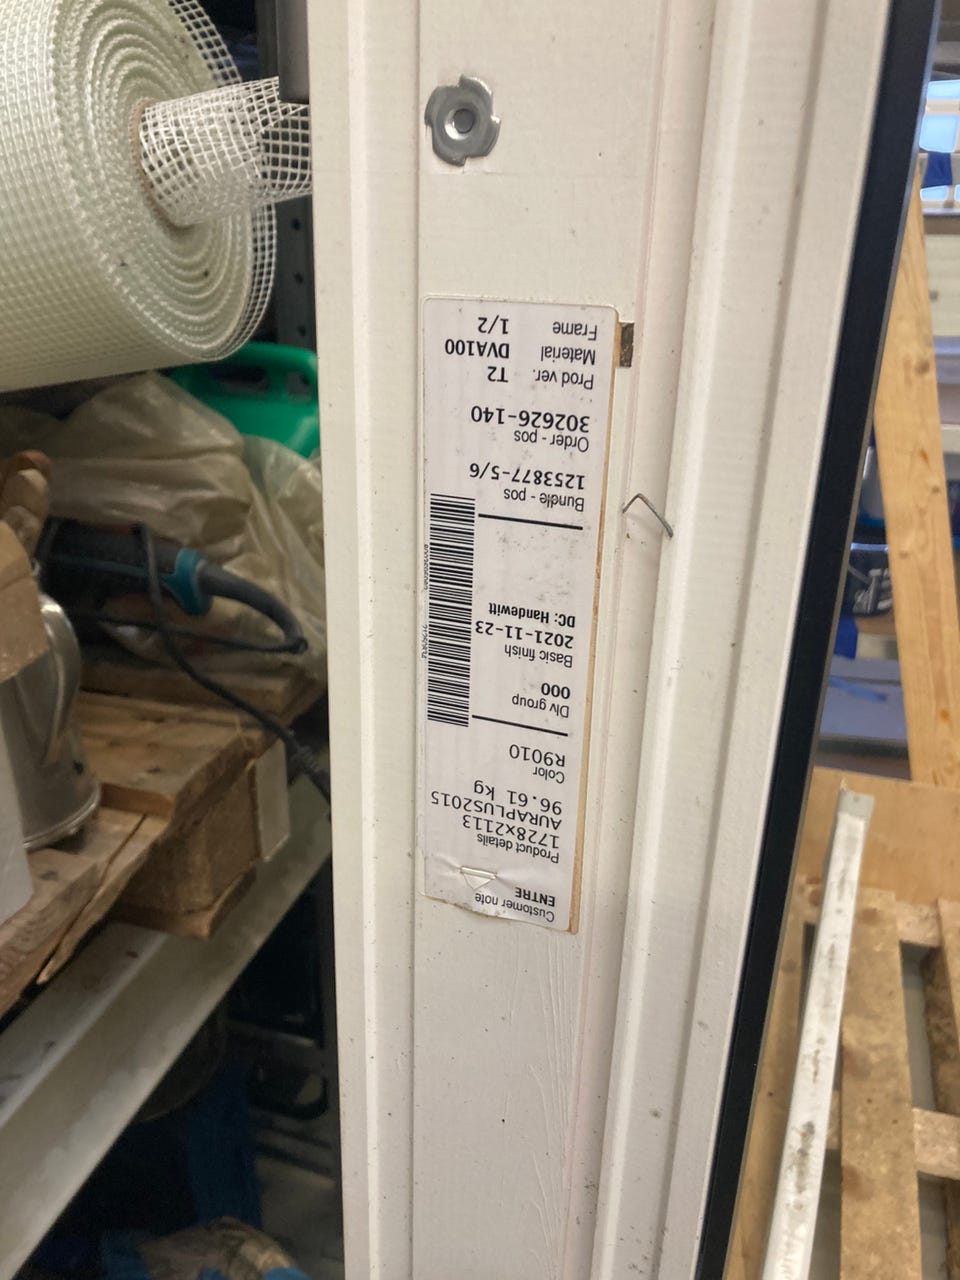 Customer note
ENTRE
Product details
1728x2113
AURAPLUS2015
96.61 kg
Color
R9010
Dlv group
000
Basic finish
2021-11-23
DC: Handewitt
Bundle - pos
1253877-5/6
Order - pos
302626-140
Prod ver. T2
Material DVA100
Frame 1/2